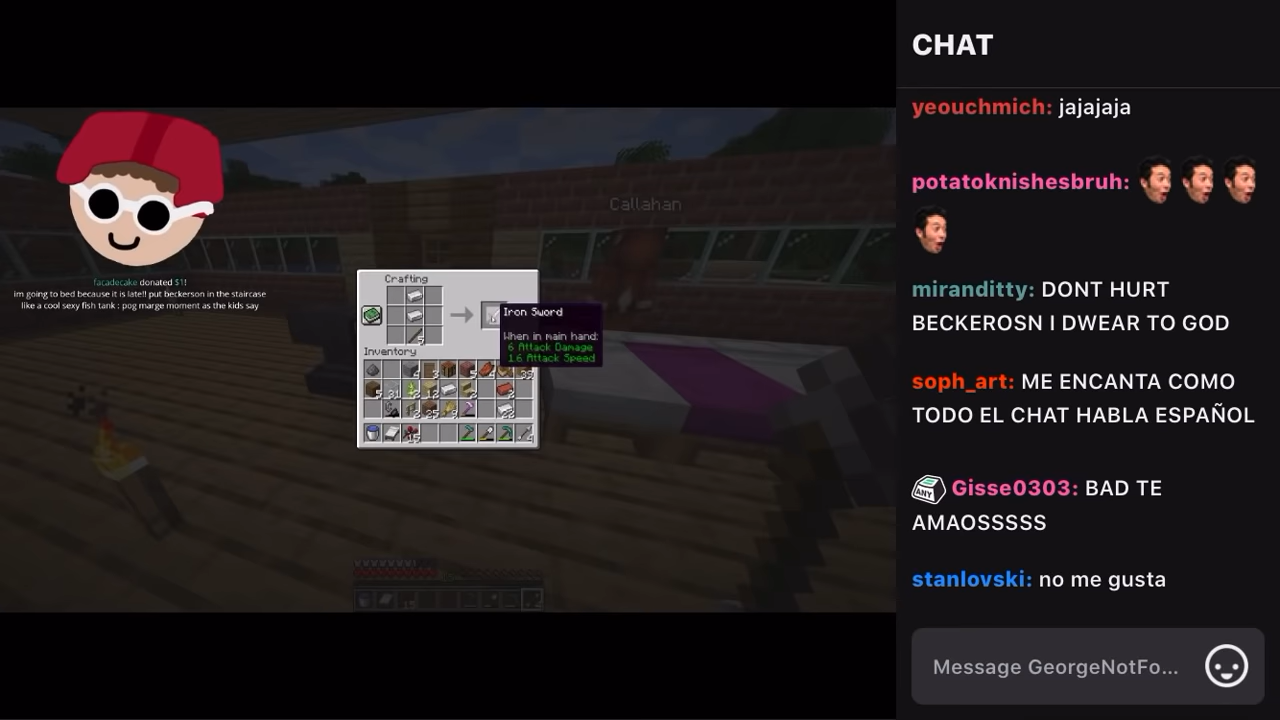 CHAT
yeouchmich: jajajaja
potatoknishesbruh:
miranditty: DONT HURT
BECKEROSN I DWEAR TO GOD
soph_art: ME ENCANTA COMO
TODO EL CHAT HABLA ESPAÑOL
ANY Gisse0303: BAD TE
AMAOSSSSS
stanlovski: no me gusta
Message GeorgeNotFo...
facadecake donated $1!
im going to bed because it is late!! put beckerson in the staircase
like a cool sexy fish tank : pog marge moment as the kids say
Callahan
Crafting
Iron Sword
When in main hand:
6 Attack Damage
1.6 Attack Speed
Inventory